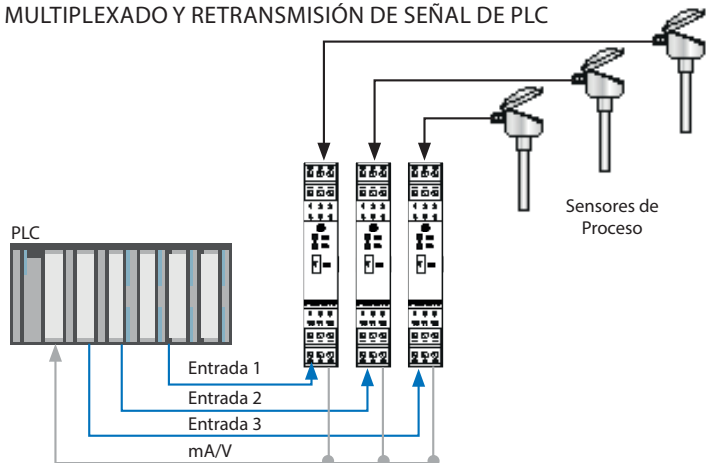 MULTIPLEXADO Y RETRANSMISIÓN DE SEÑAL DE PLC
Sensores de
Proceso
PLC
Entrada 1
Entrada 2
Entrada 3
mA/V